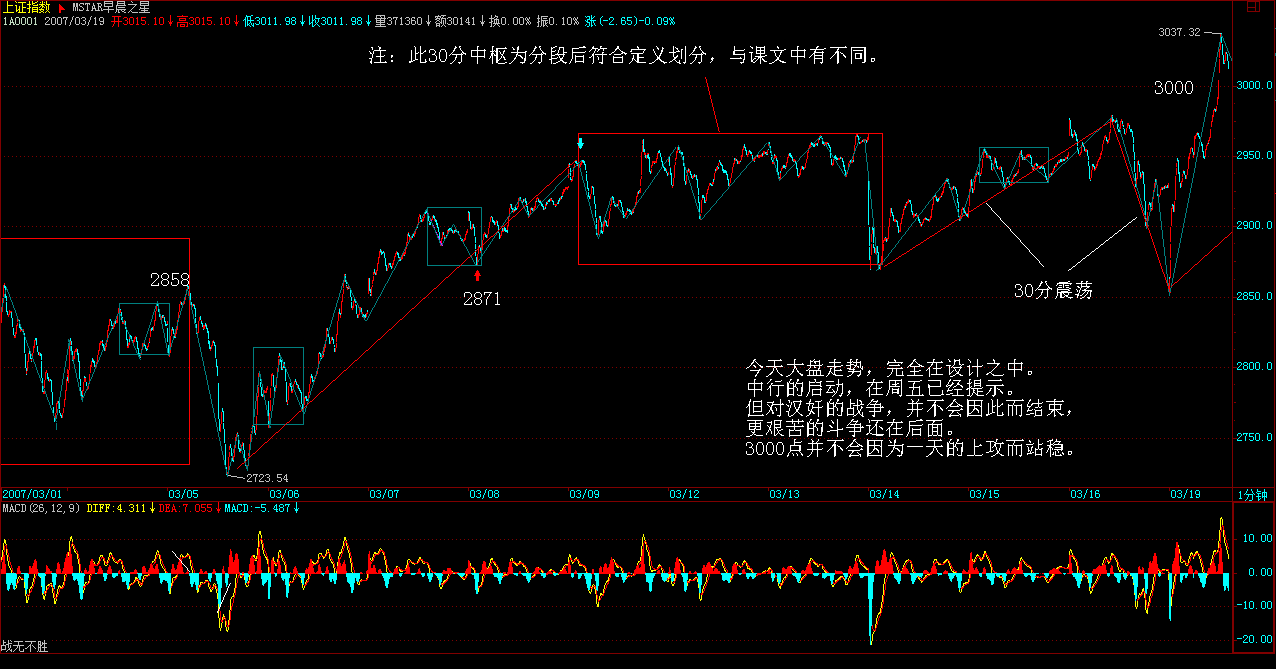 上证指数 MSTAR早晨之星
1A0001 2007/03/19 开3015.10↓高3015.10↓低3011.98↓收3011.98↓量371360↓额30141↓换0.00% 振0.10% 涨(-2.65)-0.09%
3037.32
注：此30分中枢为分段后符合定义划分，与课文中有不同。
3000
3000.0
2950.0
2900.0
2858
2871
30分震荡
2850.0
今天大盘走势，完全在设计之中。
2800.0
中行的启动，在周五已经提示。
但对汉奸的战争，并不会因此而结束，
更艰苦的斗争还在后面。
3000点并不会因为一天的上攻而站稳。
2750.0
2723.54
2007/03/01 03/05 03/06 03/07 03/08 03/09 03/12 03/13 03/14 03/15 03/16 03/19 1分钟
MACD(26,12,9) DIFF:4.311↓DEA:7.055↓MACD:-5.487↓
10.00
0.00
-10.00
-20.00
战无不胜